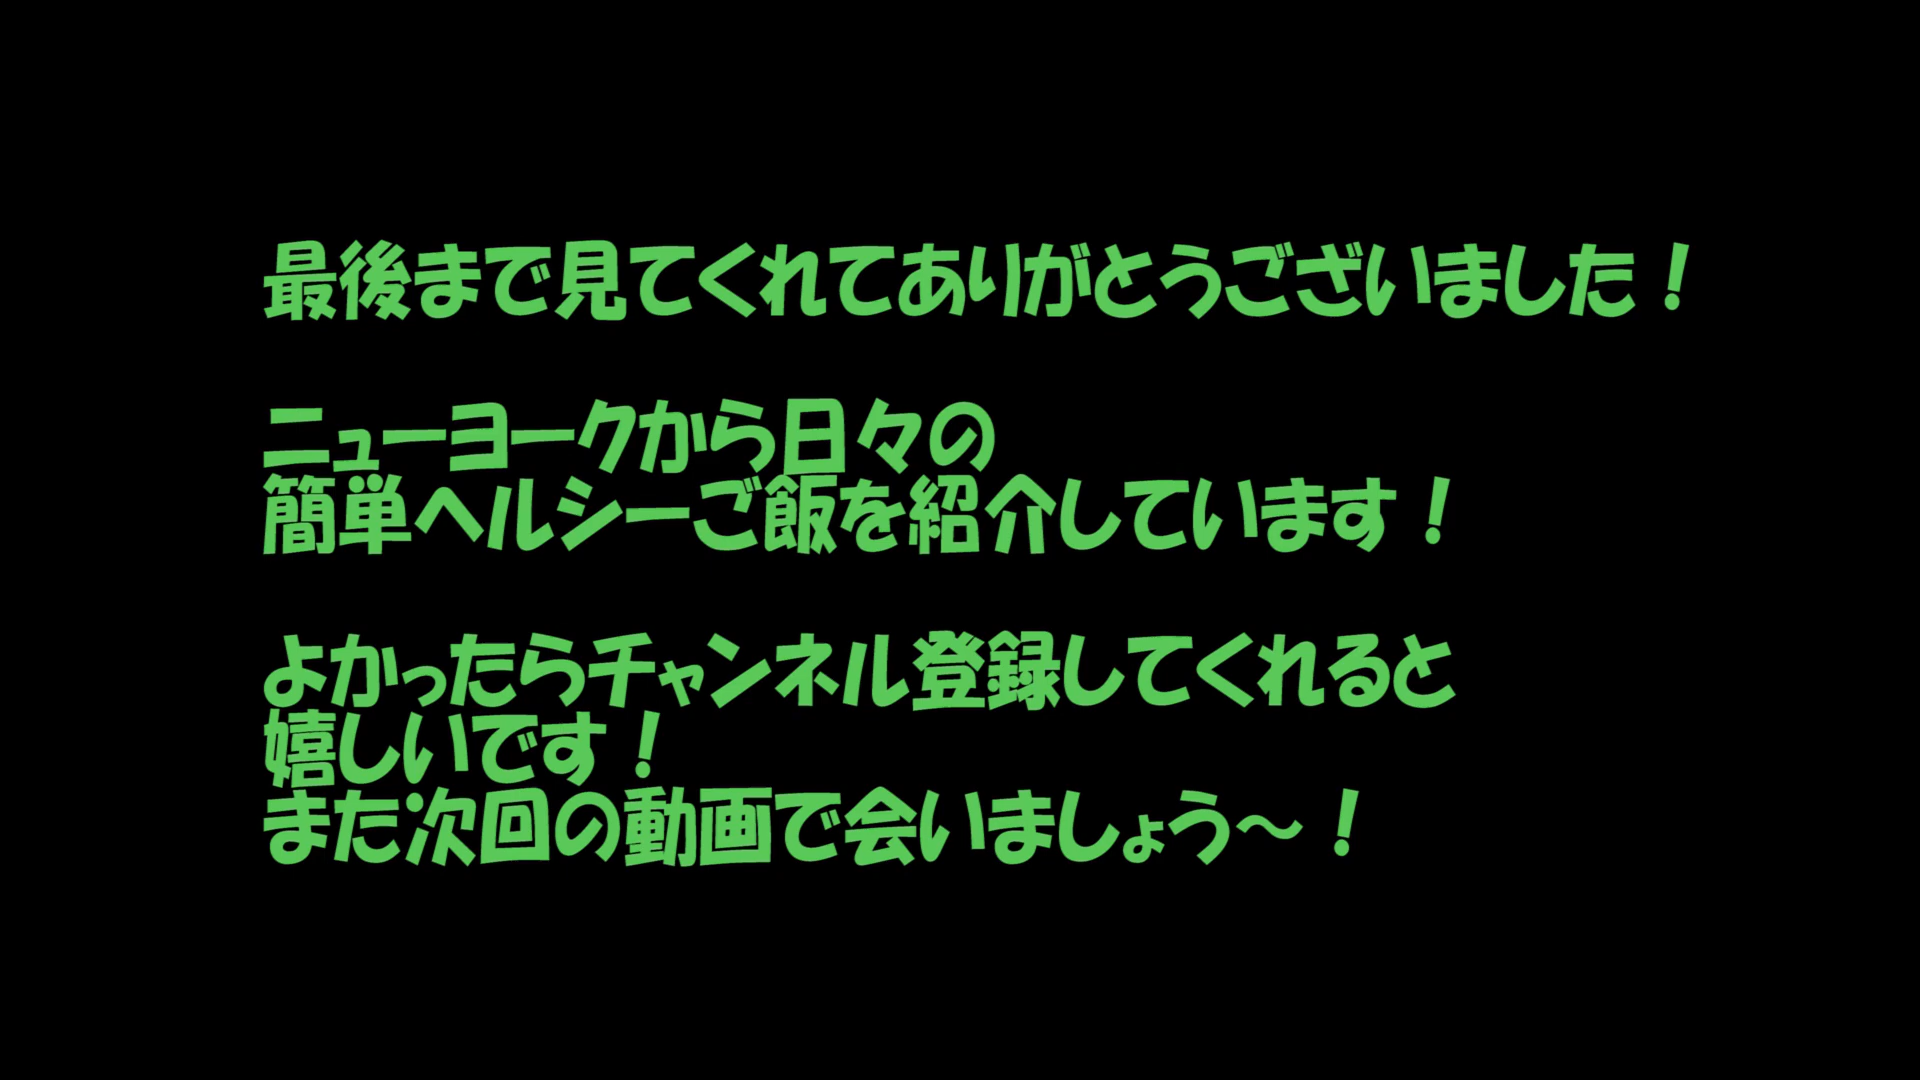 最後まで見てくれてありがとうございました！
ニューヨークから日々の
簡単ヘルシーご飯を紹介しています！
よかったらチャンネル登録してくれると
嬉しいです！
また次回の動画で会いましょう～！